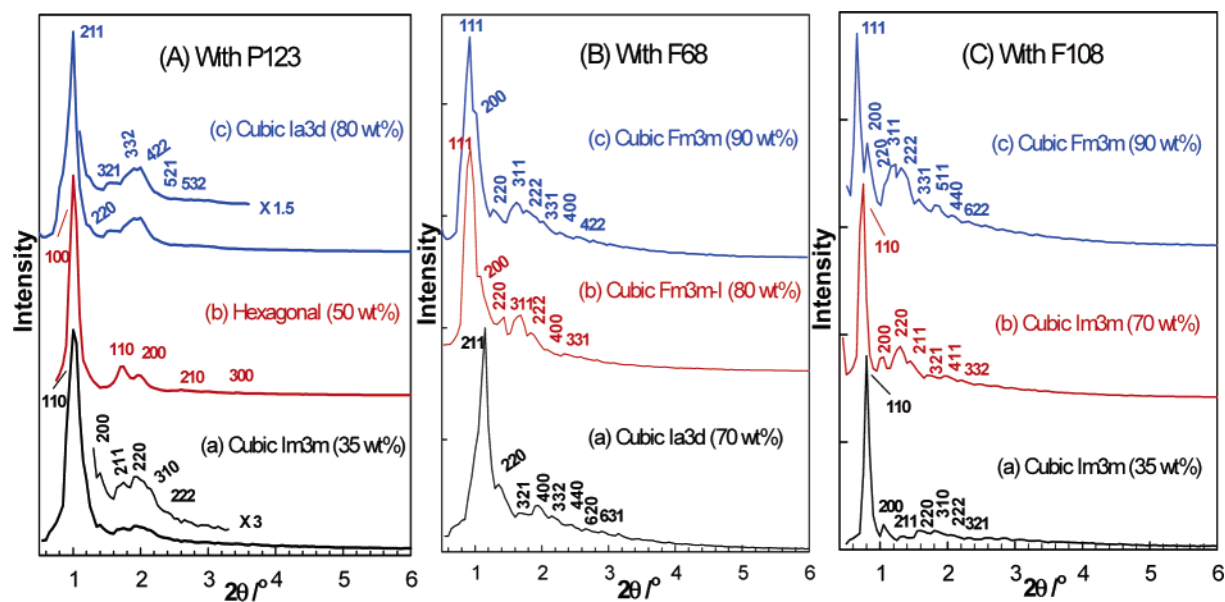 (A) With P123
211
(c) Cubic Ia3d (80 wt%)
321
332
422
521
532
X 1.5
220
100
(b) Hexagonal (50 wt%)
110
200
210
300
110
(a) Cubic Im3m (35 wt%)
200
211
220
310
222
X 3
Intensity
1 2 3 4 5 6
2θ /°
(B) With F68
111
200
(c) Cubic Fm3m (90 wt%)
220
311
222
331
400
422
111
200
(b) Cubic Fm3m-I (80 wt%)
220
311
222
400
331
211
(a) Cubic Ia3d (70 wt%)
220
321
400
332
440
620
631
Intensity
1 2 3 4 5 6
2θ /°
(C) With F108
111
200
(c) Cubic Fm3m (90 wt%)
220
311
222
331
511
440
622
110
(b) Cubic Im3m (70 wt%)
200
220
211
321
411
332
110
(a) Cubic Im3m (35 wt%)
200
211
220
310
222
321
Intensity
1 2 3 4 5 6
2θ /°